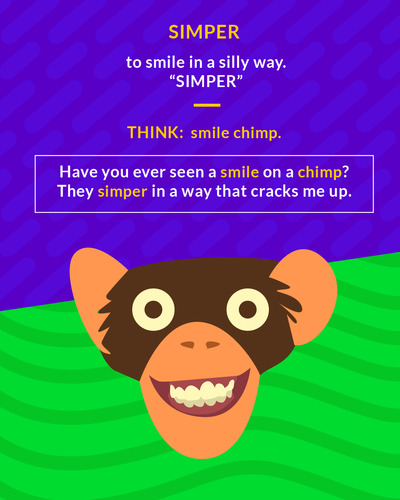 SIMPER
to smile in a silly way.
“SIMPER”
THINK: smile chimp.
Have you ever seen a smile on a chimp?
They simper in a way that cracks me up.